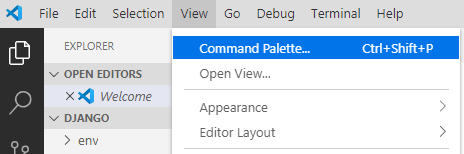 File Edit Selection View Go Debug Terminal Help
EXPLORER
Command Palette... Ctrl+Shift+P
OPEN EDITORS
Open View...
Welcome
Appearance
DJANGO
Editor Layout
env